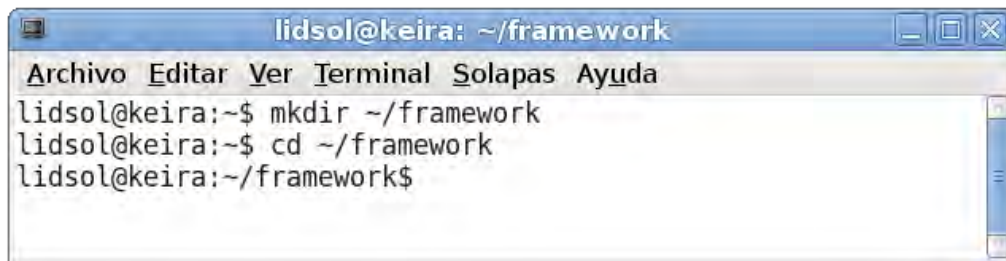 lidsol@keira: ~/framework
Archivo Editar Ver Terminal Solapas Ayuda
lidsol@keira:~$ mkdir ~/framework
lidsol@keira:~$ cd ~/framework
lidsol@keira:~/framework$